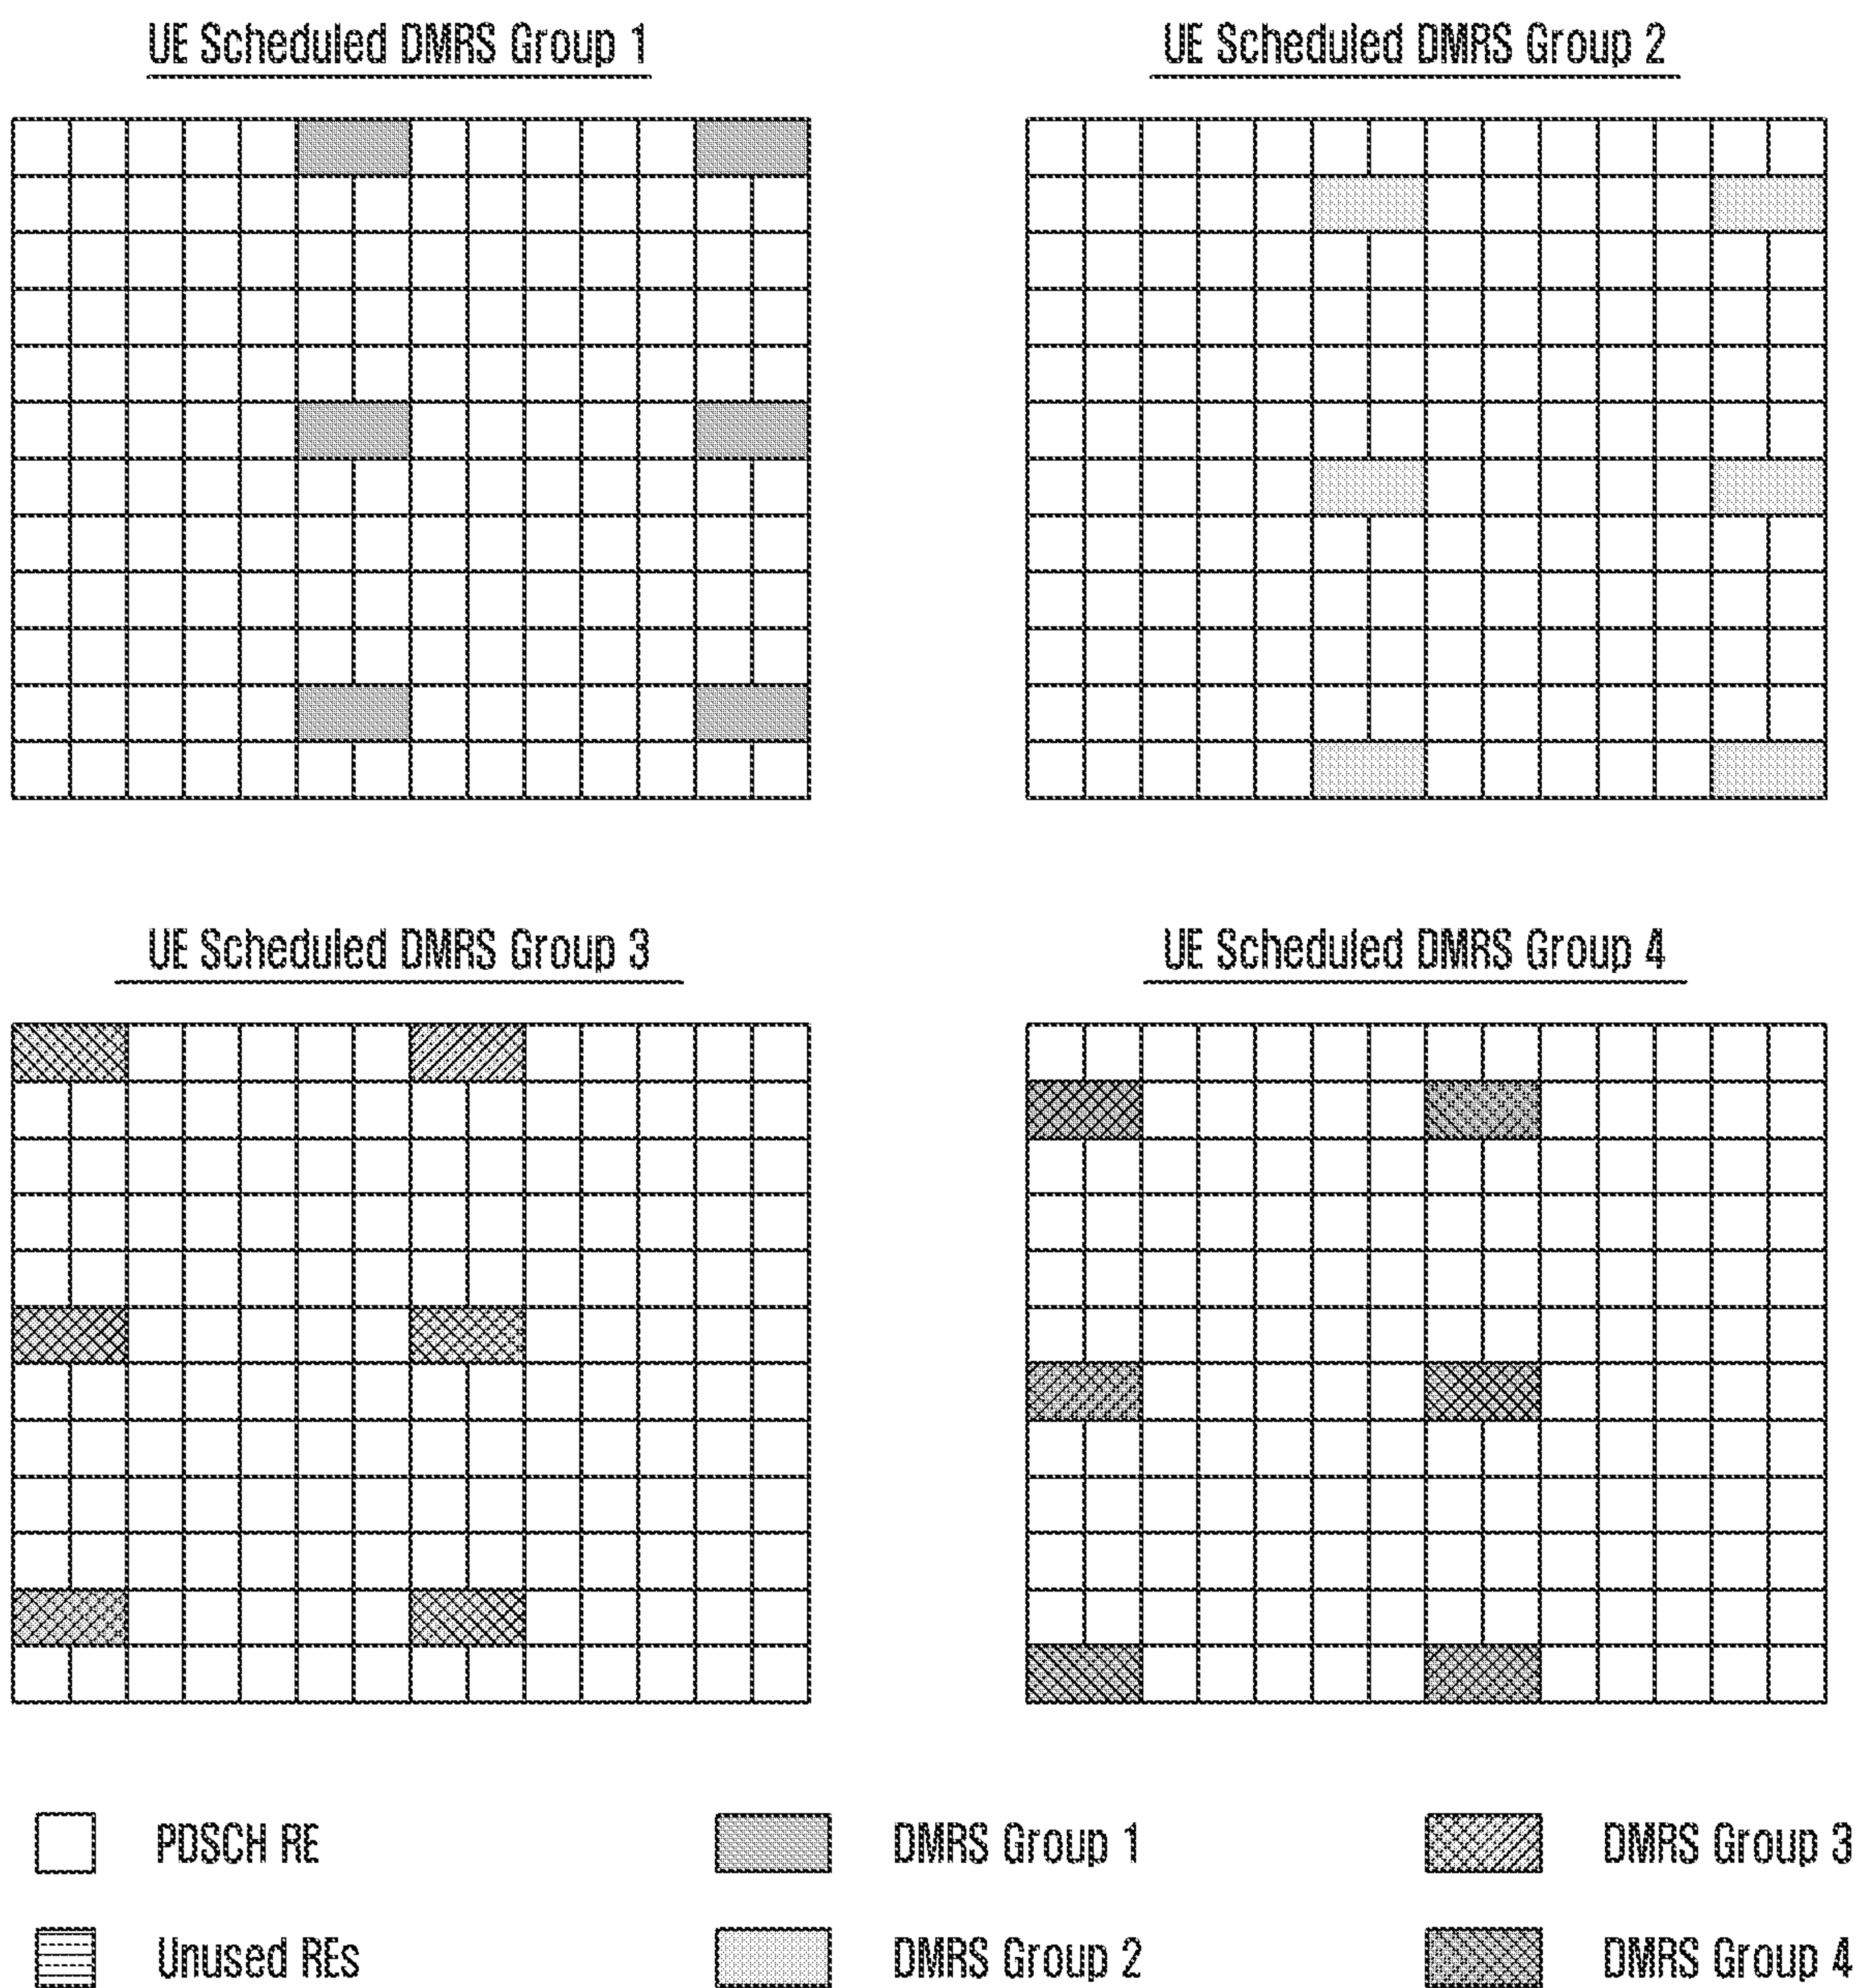 UE Scheduled DMRS Group 1
UE Scheduled DMRS Group 2
UE Scheduled DMRS Group 3
UE Scheduled DMRS Group 4
PDSCH RE
DMRS Group 1
DMRS Group 3
Unused REs
DMRS Group 2
DMRS Group 4